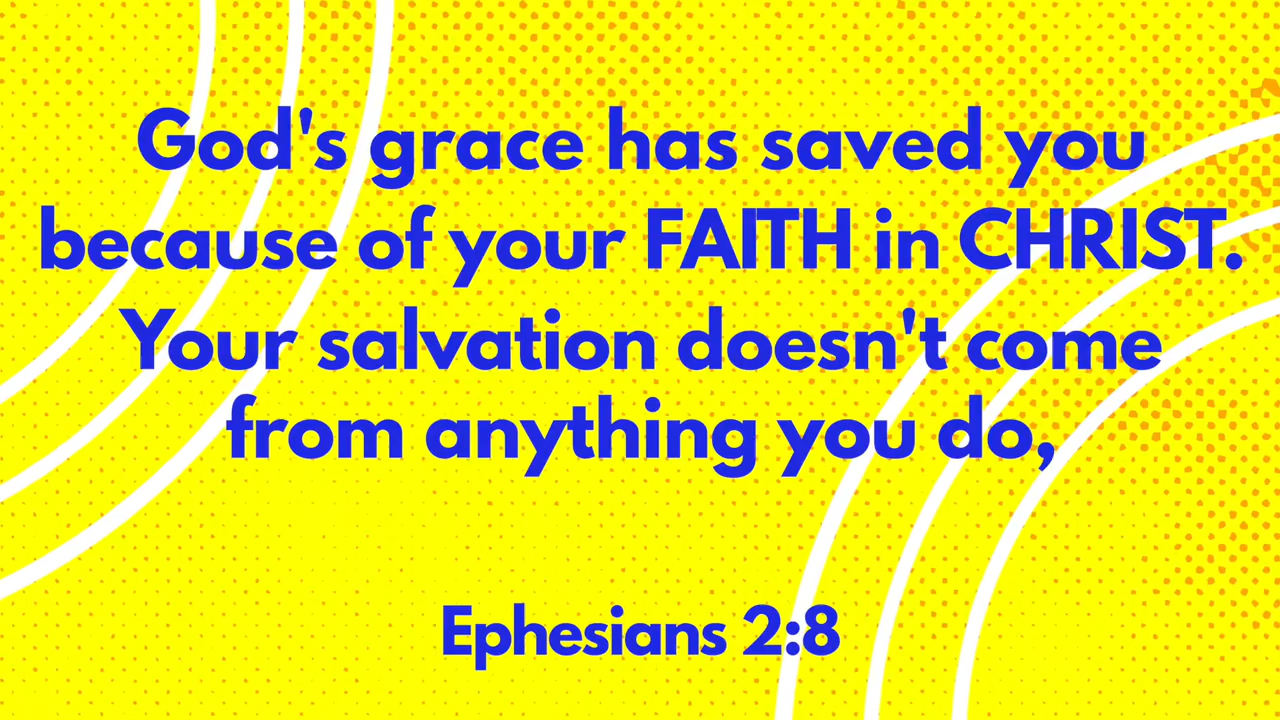 God's grace has saved you
because of your FAITH in CHRIST.
Your salvation doesn't come
from anything you do,
Ephesians 2:8